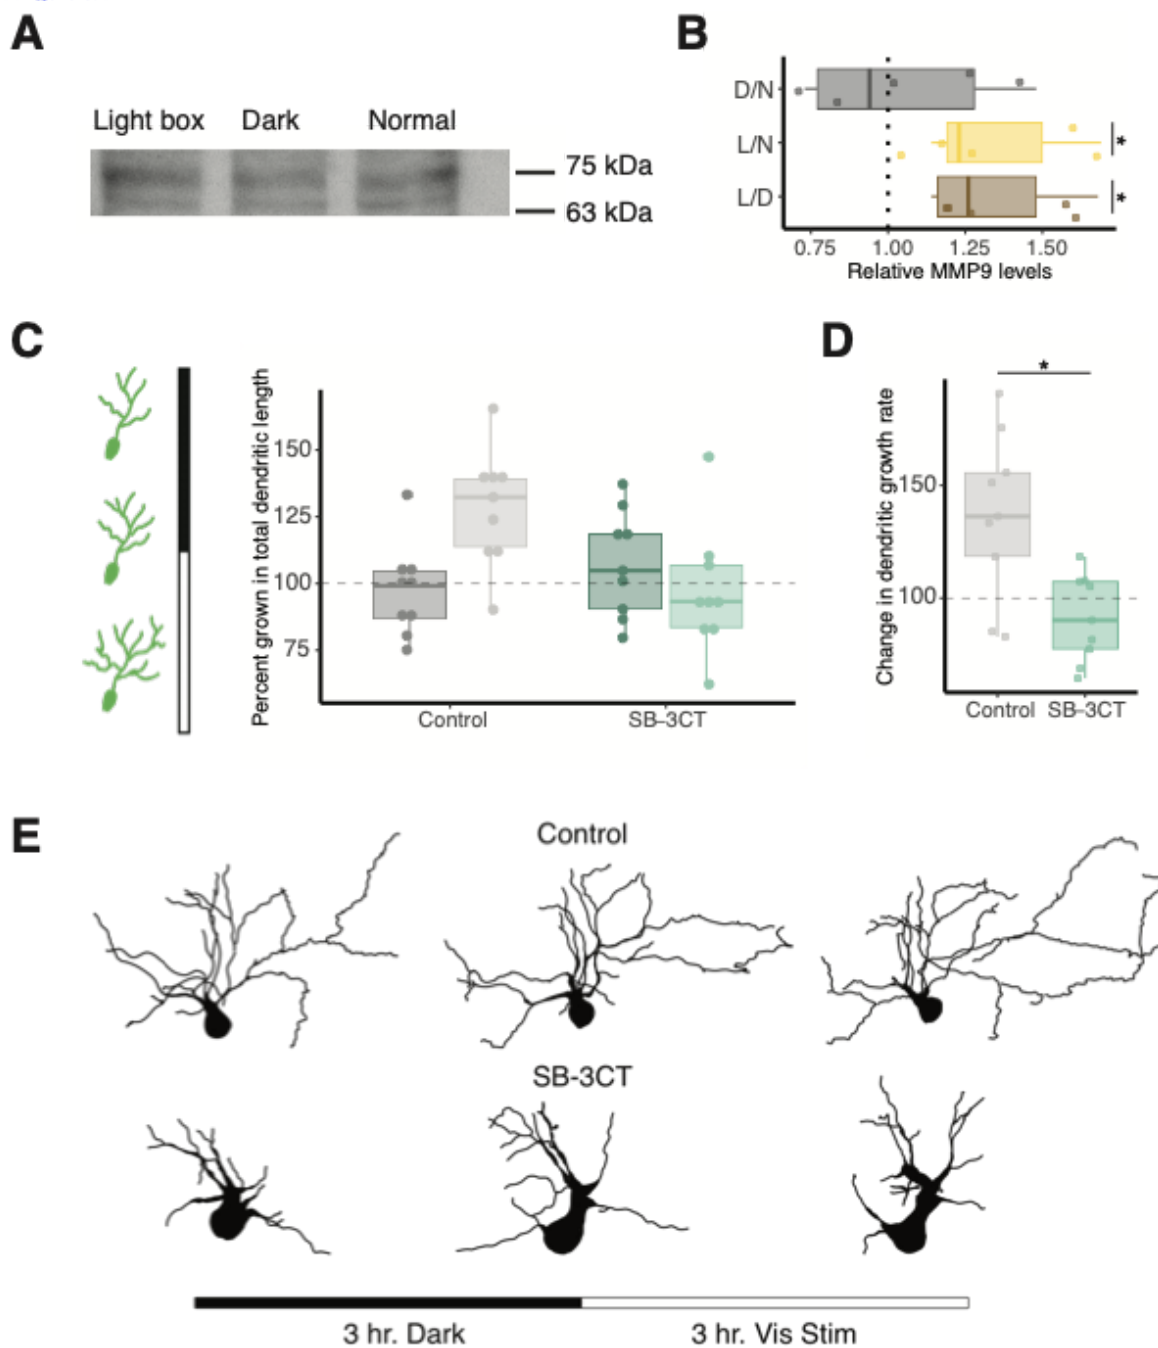 A
Light box Dark Normal
75 kDa
63 kDa
B
D/N
L/N
*
L/D
*
0.75 1.00 1.25 1.50
Relative MMP9 levels
C
Percent grown in total dendritic length
150
125
100
75
Control SB-3CT
D
*
Change in dendritic growth rate
150
100
Control SB-3CT
E
Control
SB-3CT
3 hr. Dark 3 hr. Vis Stim